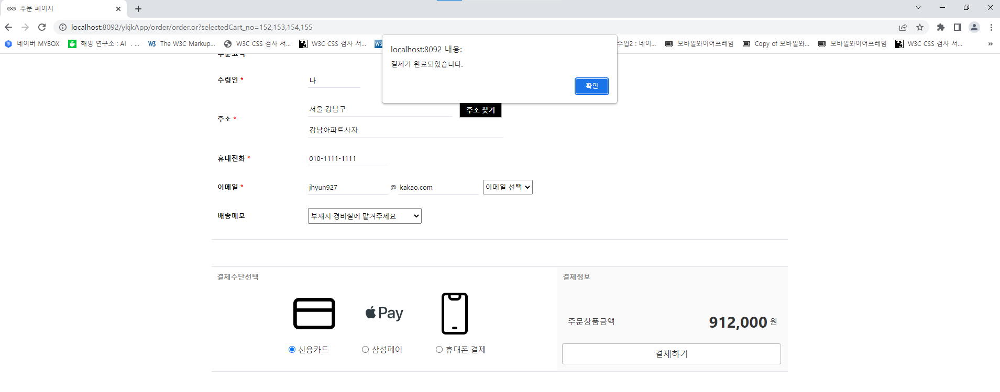 주문 페이지
localhost:8092/ykjkApp/order/order.or?selectedCart_no=152,153,154,155
네이버 MYBOX 해밍 연구소 : AI . ... The W3C Markup... W3C CSS 검사 서... W3C CSS 검사 서... 수업2 : 네이... 모바일와이어프레임 Copy of 모바일와... 모바일와이어프레임 W3C CSS 검사 서... »
localhost:8092 내용:
결제가 완료되었습니다.
확인
주문고객
수령인 * 나
주소 * 서울 강남구 주소 찾기
강남아파트사자
휴대전화 * 010-1111-1111
이메일 * jhyun927 @ kakao.com 이메일 선택
배송메모 부재시 경비실에 맡겨주세요
결제수단선택 결제정보
Pay
주문상품금액 912,000 원
신용카드 삼성페이 휴대폰 결제
결제하기